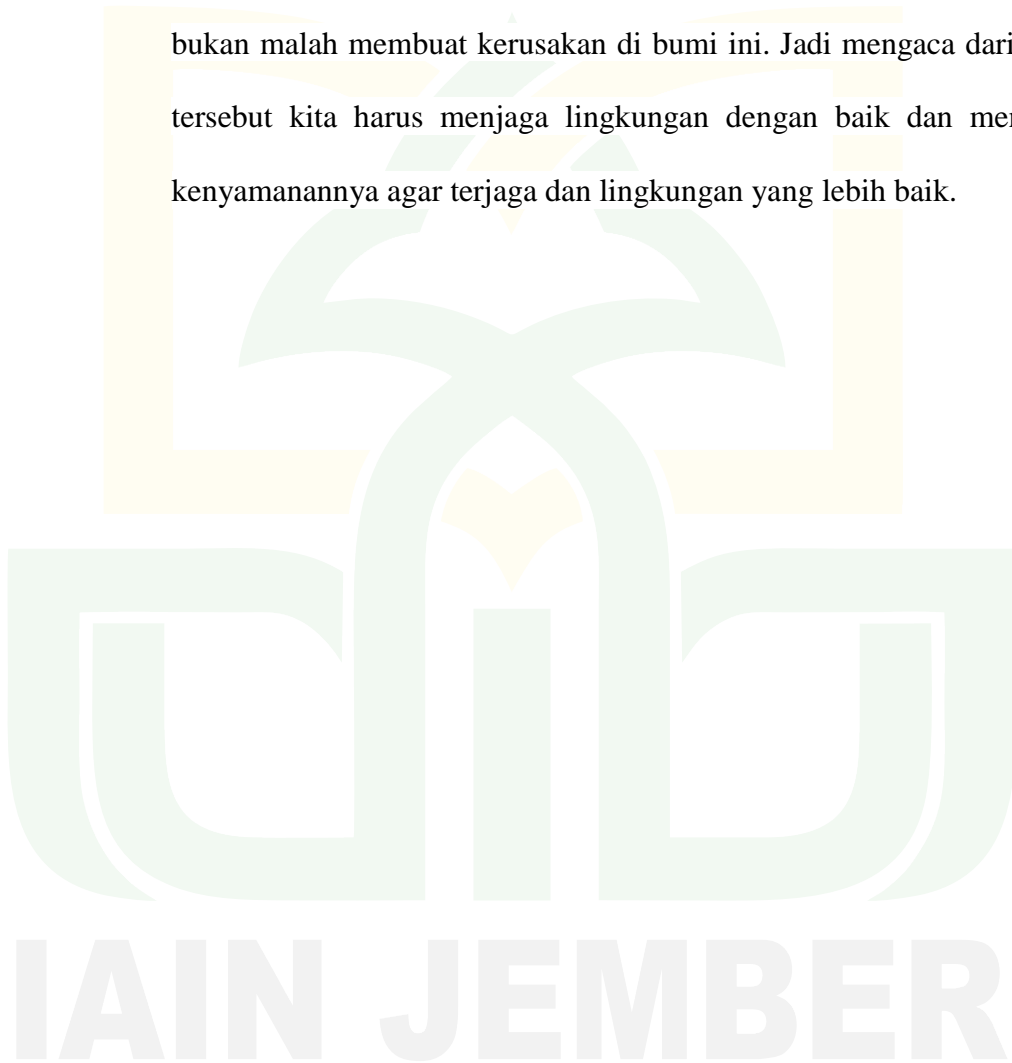 bukan malah membuat kerusakan di bumi ini. Jadi mengaca dari
tersebut kita harus menjaga lingkungan dengan baik dan
kenyamanannya agar terjaga dan lingkungan yang lebih baik.
IAIN JEMBER